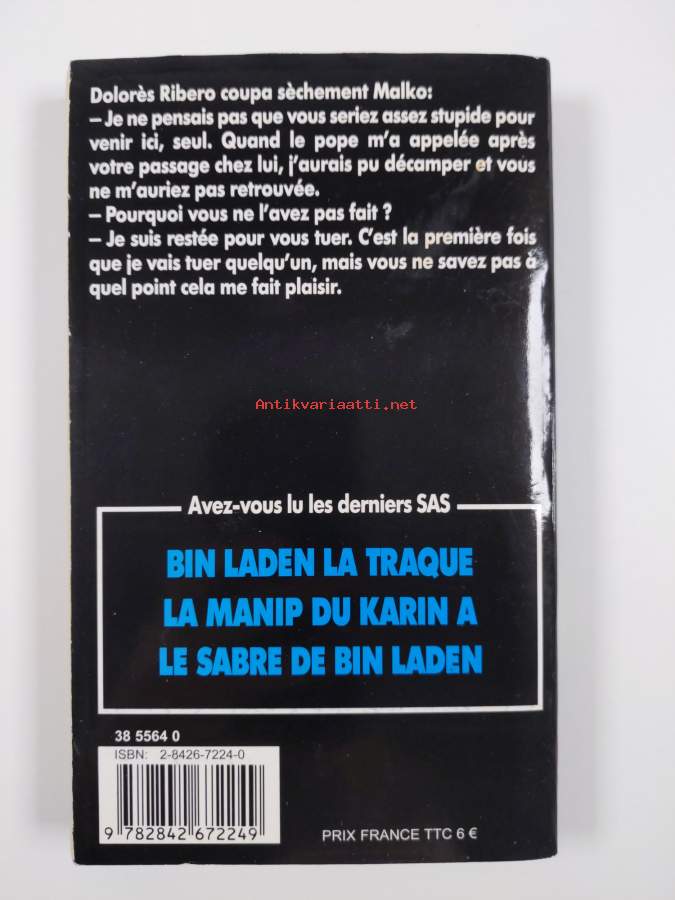 Dolorès Ribero coupa sèchement Malko:
– Je ne pensais pas que vous seriez assez stupide pour
venir ici, seul. Quand le pope m'a appelée après
votre passage chez lui, j'aurais pu décamper et vous
ne m'auriez pas retrouvée.
– Pourquoi vous ne l'avez pas fait ?
– Je suis restée pour vous tuer. C'est la première fois
que je vais tuer quelqu'un, mais vous ne savez pas à
quel point cela me fait plaisir.
Antikvariaatti.net
Avez-vous lu les derniers SAS
BIN LADEN LA TRAQUE
LA MANIP DU KARIN A
LE SABRE DE BIN LADEN
38 5564 0
ISBN: 2-8426-7224-0
9 782842 672249
PRIX FRANCE TTC 6 €